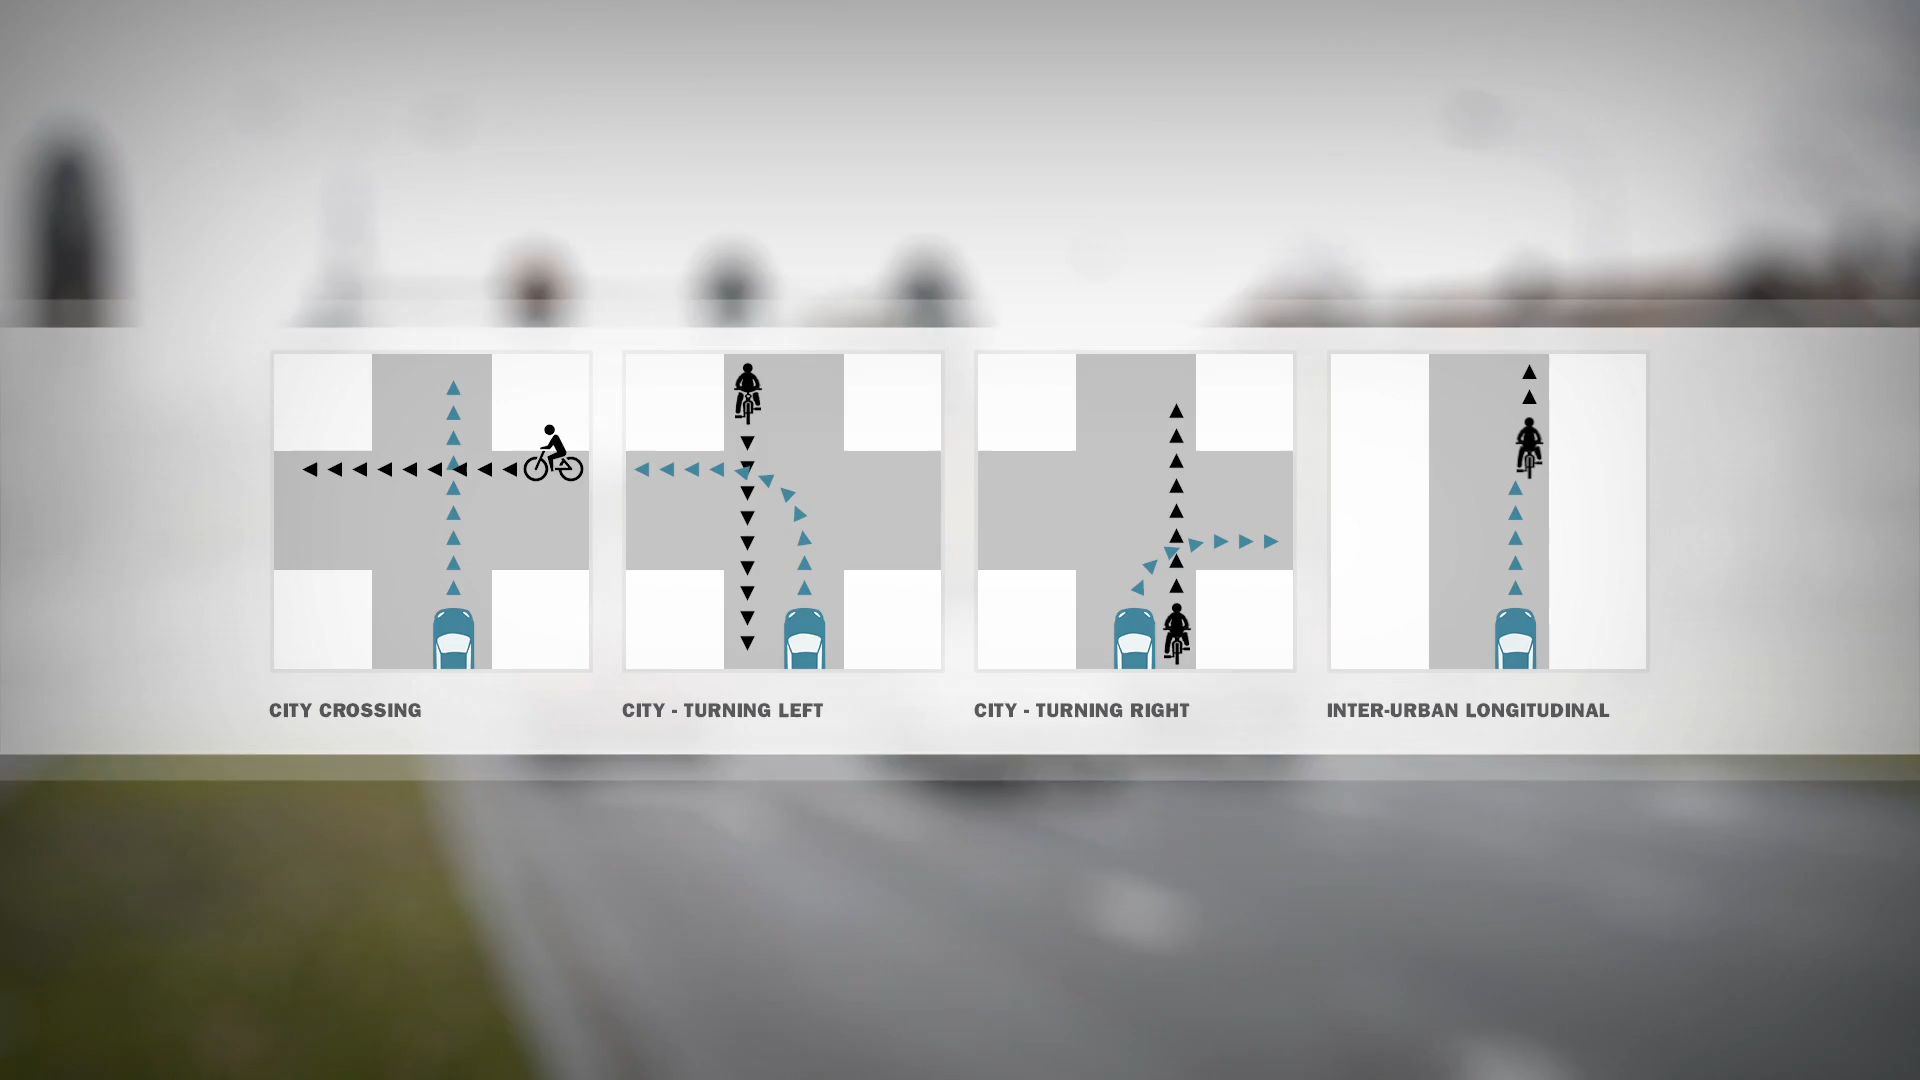 CITY CROSSING
CITY - TURNING LEFT
CITY - TURNING RIGHT
INTER-URBAN LONGITUDINAL